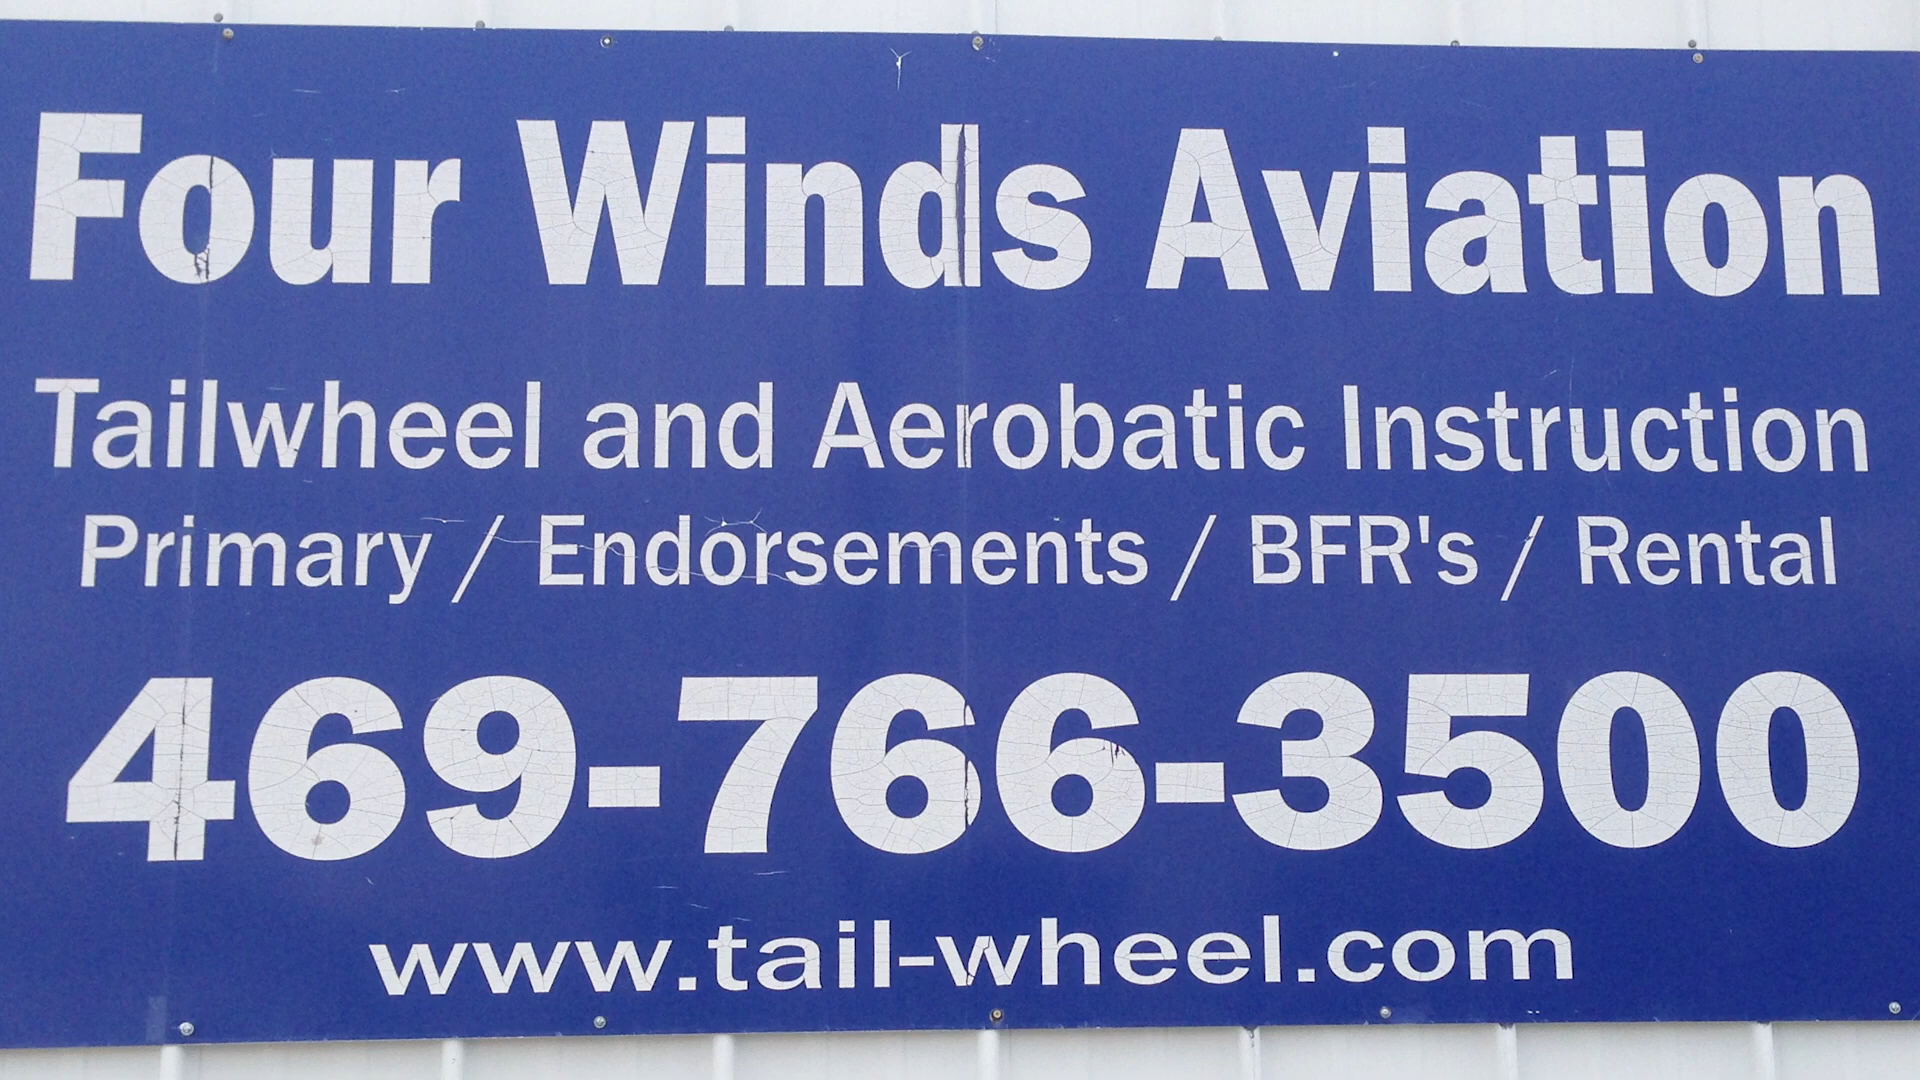 Four Winds Aviation
Tailwheel and Aerobatic Instruction
Primary / Endorsements / BFR's / Rental
469-766-3500
www.tail-wheel.com